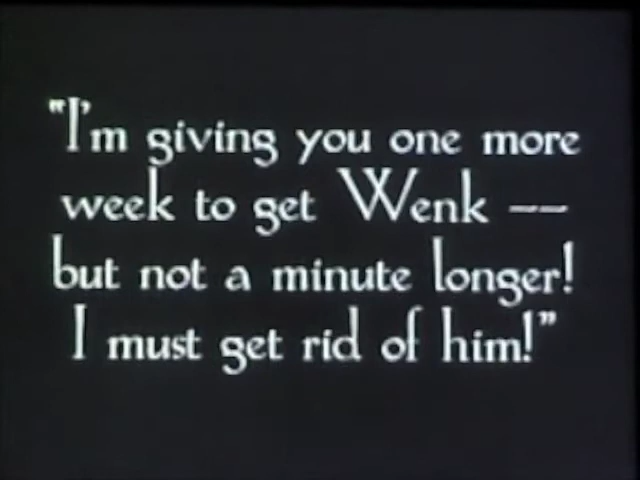 "I'm giving you one more
week to get Wenk --
but not a minute longer!
I must get rid of him!"